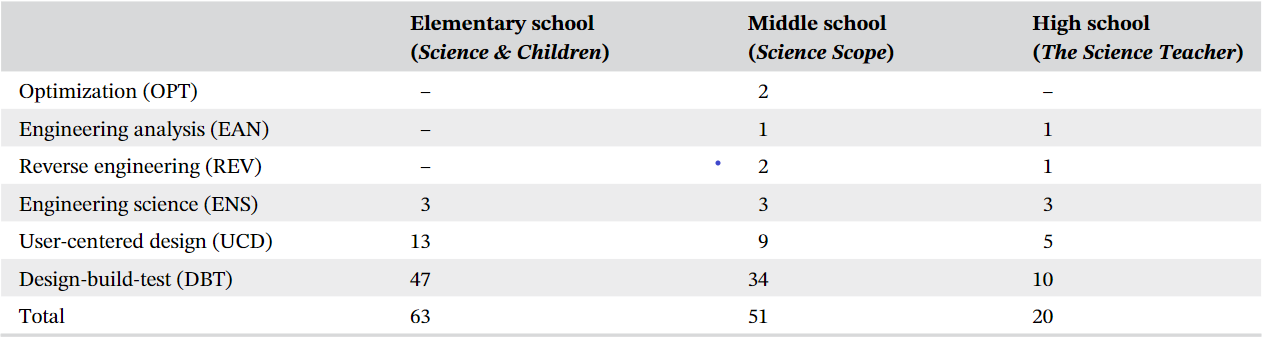 Elementary school Middle school High school
(Science & Children) (Science Scope) (The Science Teacher)
Optimization (OPT) – 2 –
Engineering analysis (EAN) – 1 1
Reverse engineering (REV) – 2 1
Engineering science (ENS) 3 3 3
User-centered design (UCD) 13 9 5
Design-build-test (DBT) 47 34 10
Total 63 51 20